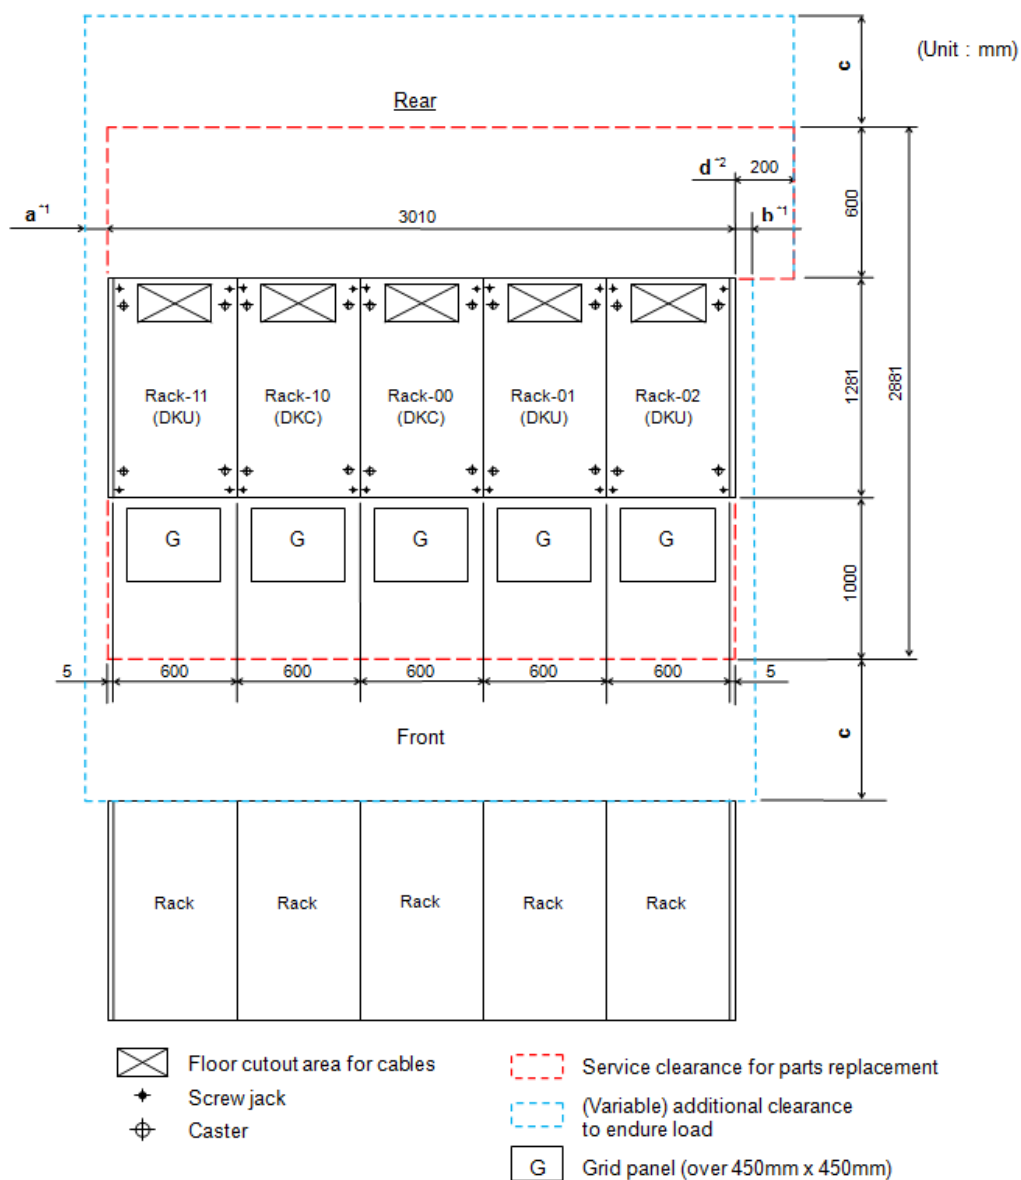 (Unit : mm)
c
Rear
d*2 200
600
a*1 3010 b*1
Rack-11 Rack-10 Rack-00 Rack-01 Rack-02
(DKU) (DKC) (DKC) (DKU) (DKU)
1281
2881
G G G G G
1000
5 600 600 600 600 600 5
Front
c
Rack Rack Rack Rack Rack
Floor cutout area for cables
Screw jack
Caster
Service clearance for parts replacement
(Variable) additional clearance
to endure load
G Grid panel (over 450mm x 450mm)